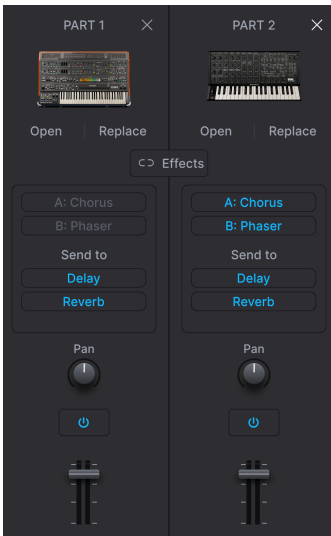 PART 1
PART 2
Open Replace
Open Replace
Effects
A: Chorus
B: Phaser
Send to
Delay
Reverb
A: Chorus
B: Phaser
Send to
Delay
Reverb
Pan
Pan